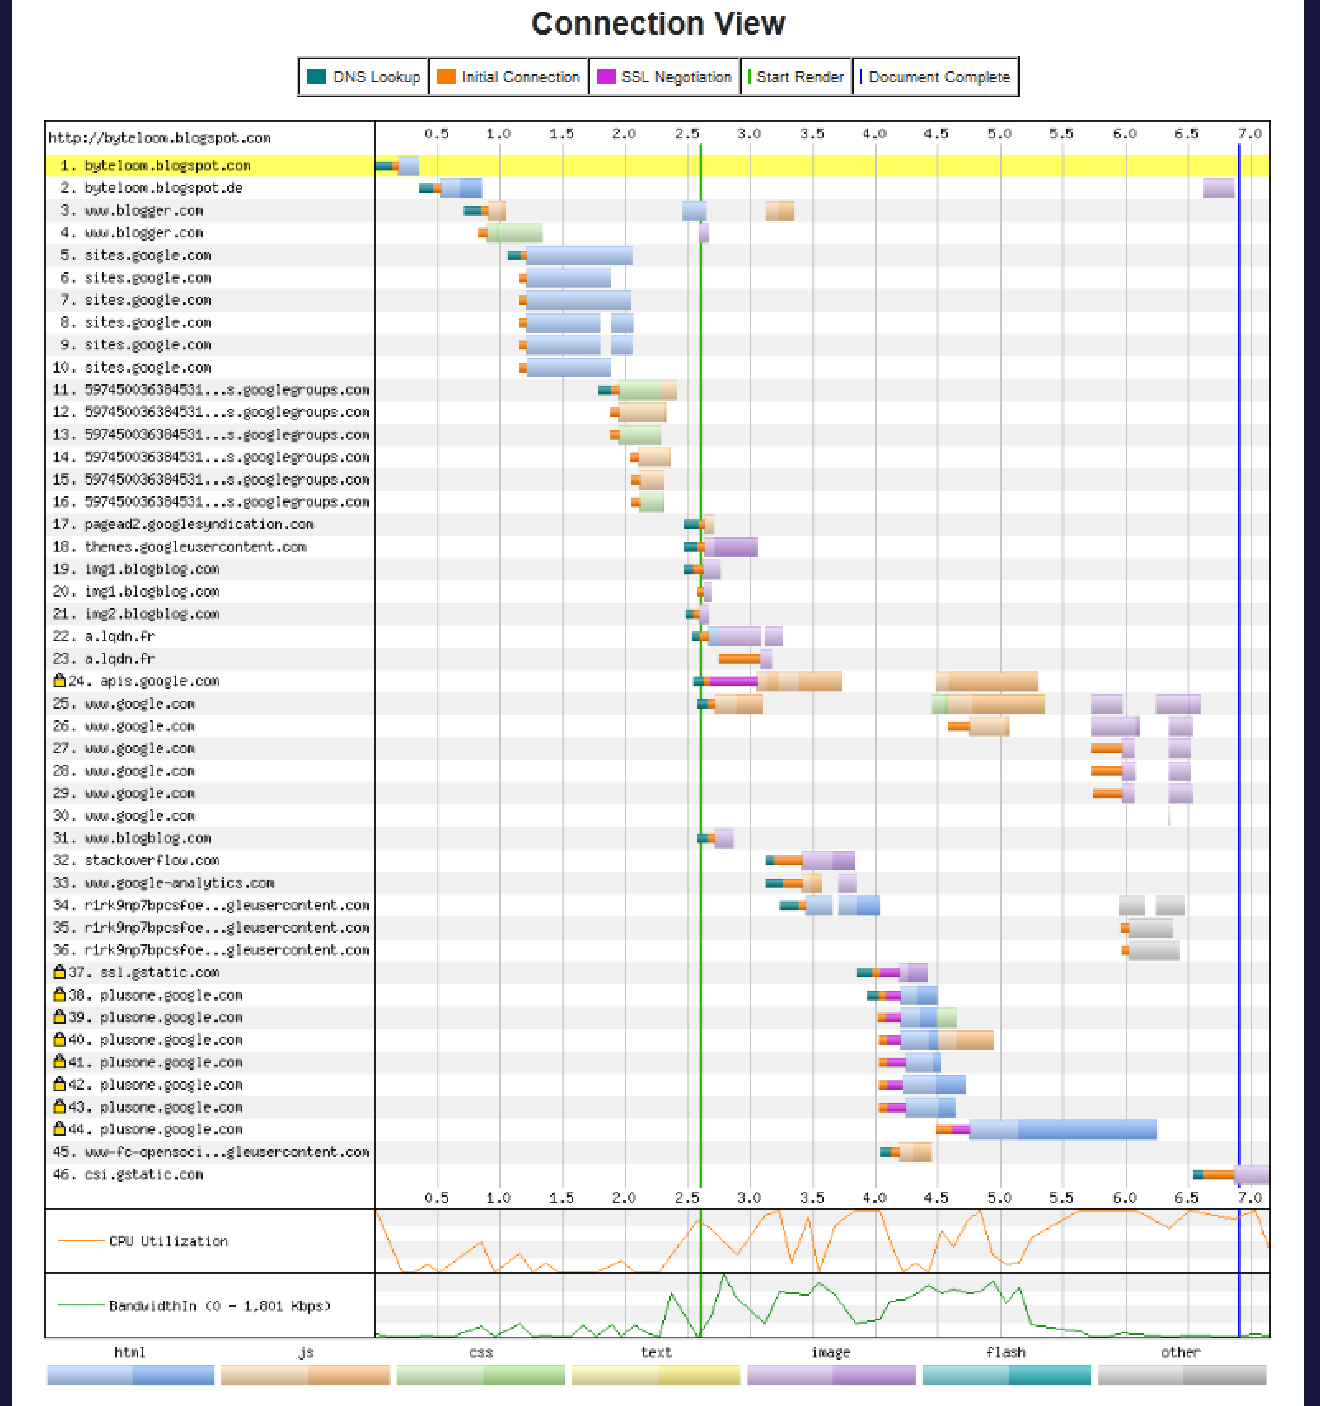 Connection View
DNS Lookup Initial Connection SSL Negotiation Start Render Document Complete
http://byteloom.blogspot.com 0.5 1.0 1.5 2.0 2.5 3.0 3.5 4.0 4.5 5.0 5.5 6.0 6.5 7.0
1. byteloom.blogspot.com
2. byteloom.blogspot.de
3. www.blogger.com
4. www.blogger.com
5. sites.google.com
6. sites.google.com
7. sites.google.com
8. sites.google.com
9. sites.google.com
10. sites.google.com
11. 597450036384531...s.googlegroups.com
12. 597450036384531...s.googlegroups.com
13. 597450036384531...s.googlegroups.com
14. 597450036384531...s.googlegroups.com
15. 597450036384531...s.googlegroups.com
16. 597450036384531...s.googlegroups.com
17. pagead2.googlesyndication.com
18. themes.googleusercontent.com
19. img1.blogblog.com
20. img1.blogblog.com
21. img2.blogblog.com
22. a.lqdn.fr
23. a.lqdn.fr
24. apis.google.com
25. www.google.com
26. www.google.com
27. www.google.com
28. www.google.com
29. www.google.com
30. www.google.com
31. www.blogblog.com
32. stackoverflow.com
33. www.google-analytics.com
34. r1rk9np7bpcsfoe...gleusercontent.com
35. r1rk9np7bpcsfoe...gleusercontent.com
36. r1rk9np7bpcsfoe...gleusercontent.com
37. ssl.gstatic.com
38. plusone.google.com
39. plusone.google.com
40. plusone.google.com
41. plusone.google.com
42. plusone.google.com
43. plusone.google.com
44. plusone.google.com
45. www-fc-opensoci...gleusercontent.com
46. csi.gstatic.com
0.5 1.0 1.5 2.0 2.5 3.0 3.5 4.0 4.5 5.0 5.5 6.0 6.5 7.0
CPU Utilization
BandwidthIn (0 - 1,801 Kbps)
html js css text image flash other